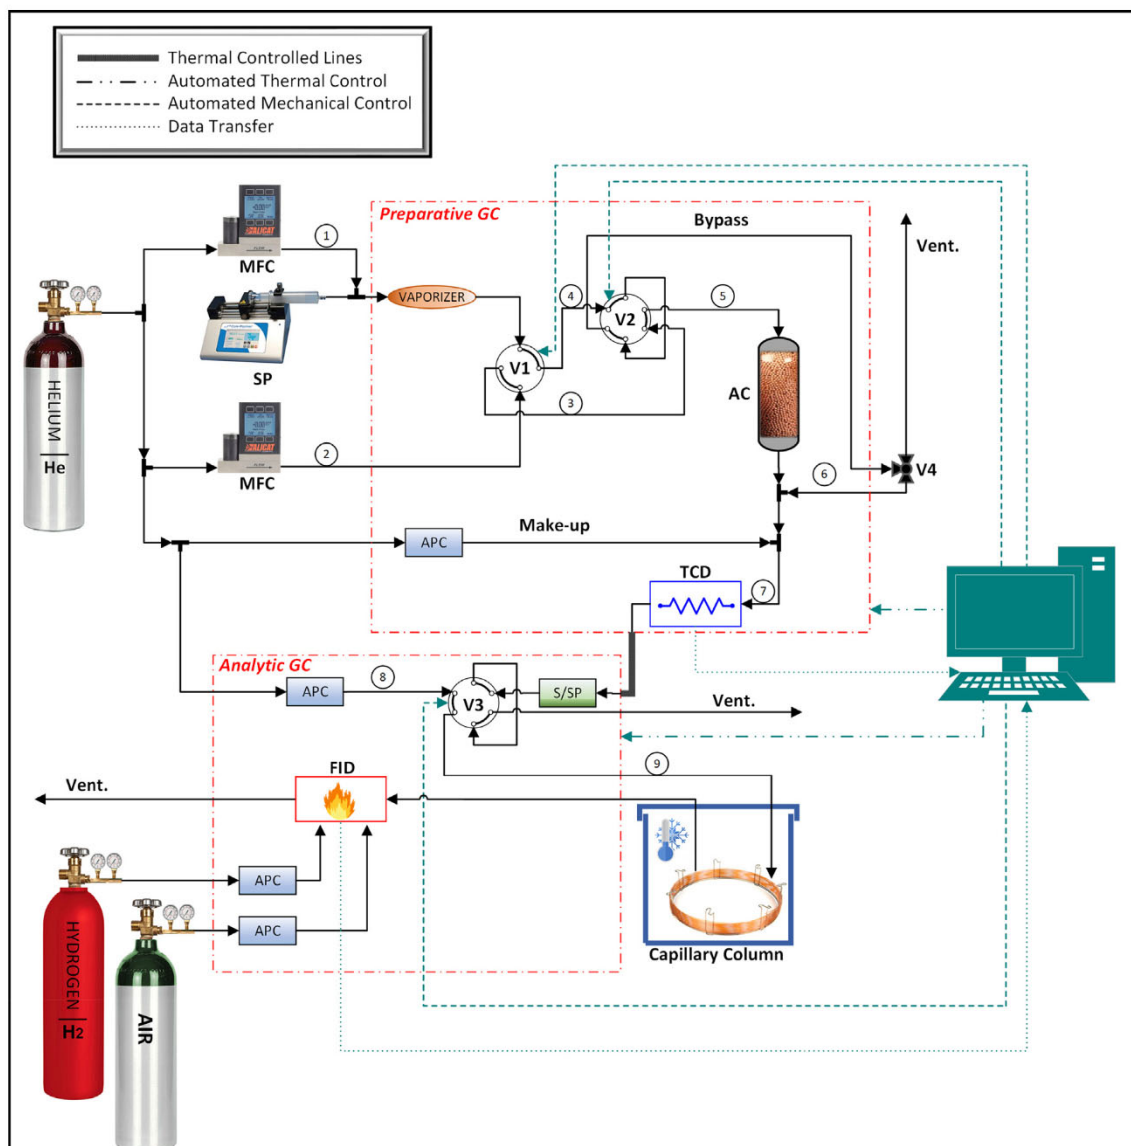 Thermal Controlled Lines
Automated Thermal Control
Automated Mechanical Control
Data Transfer
Preparative GC
Bypass
Vent.
1
MFC
ALICAT
VAPORIZER
4
V2
5
SP
V1
3
AC
HELIUM
He
ALICAT
2
MFC
6
V4
Make-up
APC
TCD
7
Analytic GC
APC
8
V3
S/SP
Vent.
FID
9
Vent.
APC
APC
Capillary Column
HYDROGEN
H2
AIR